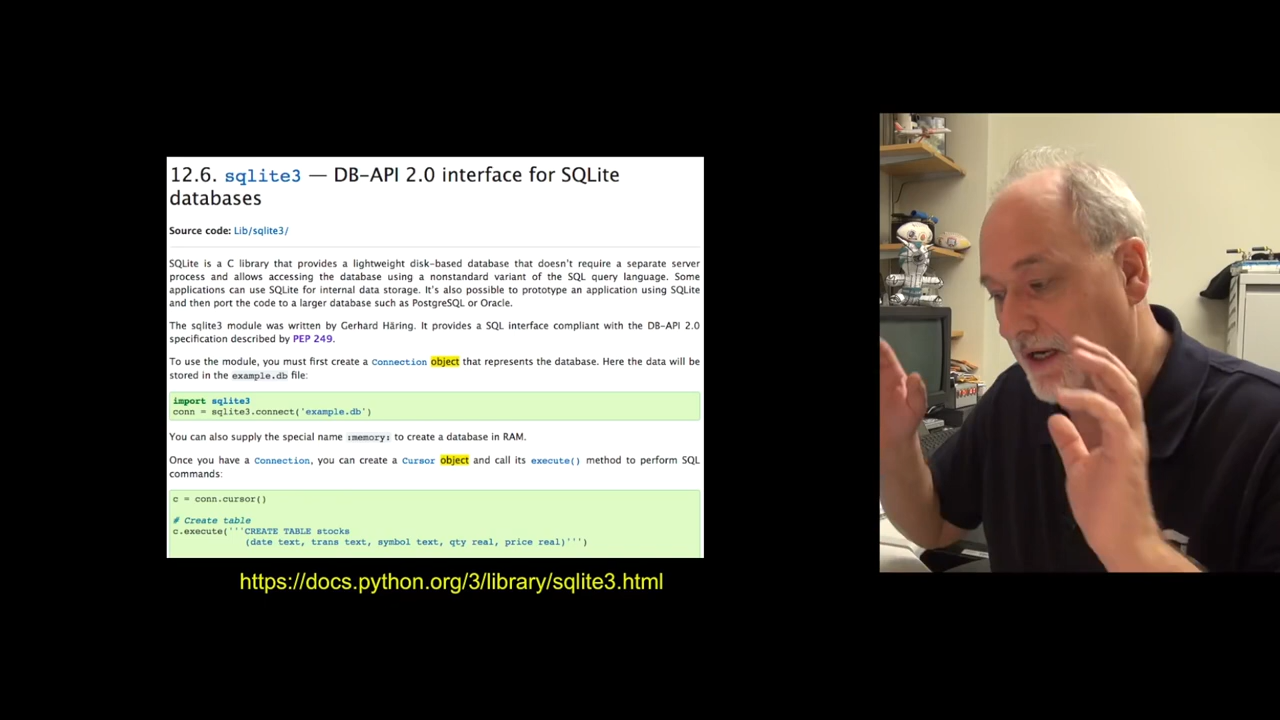 12.6. sqlite3 — DB-API 2.0 interface for SQLite
databases
Source code: Lib/sqlite3/
SQLite is a C library that provides a lightweight disk-based database that doesn't require a separate server
process and allows accessing the database using a nonstandard variant of the SQL query language. Some
applications can use SQLite for internal data storage. It's also possible to prototype an application using SQLite
and then port the code to a larger database such as PostgreSQL or Oracle.
The sqlite3 module was written by Gerhard Häring. It provides a SQL interface compliant with the DB-API 2.0
specification described by PEP 249.
To use the module, you must first create a Connection object that represents the database. Here the data will be
stored in the example.db file:
import sqlite3
conn = sqlite3.connect('example.db')
You can also supply the special name :memory: to create a database in RAM.
Once you have a Connection, you can create a Cursor object and call its execute() method to perform SQL
commands:
c = conn.cursor()
# Create table
c.execute('''CREATE TABLE stocks
(date text, trans text, symbol text, qty real, price real)''')
https://docs.python.org/3/library/sqlite3.html